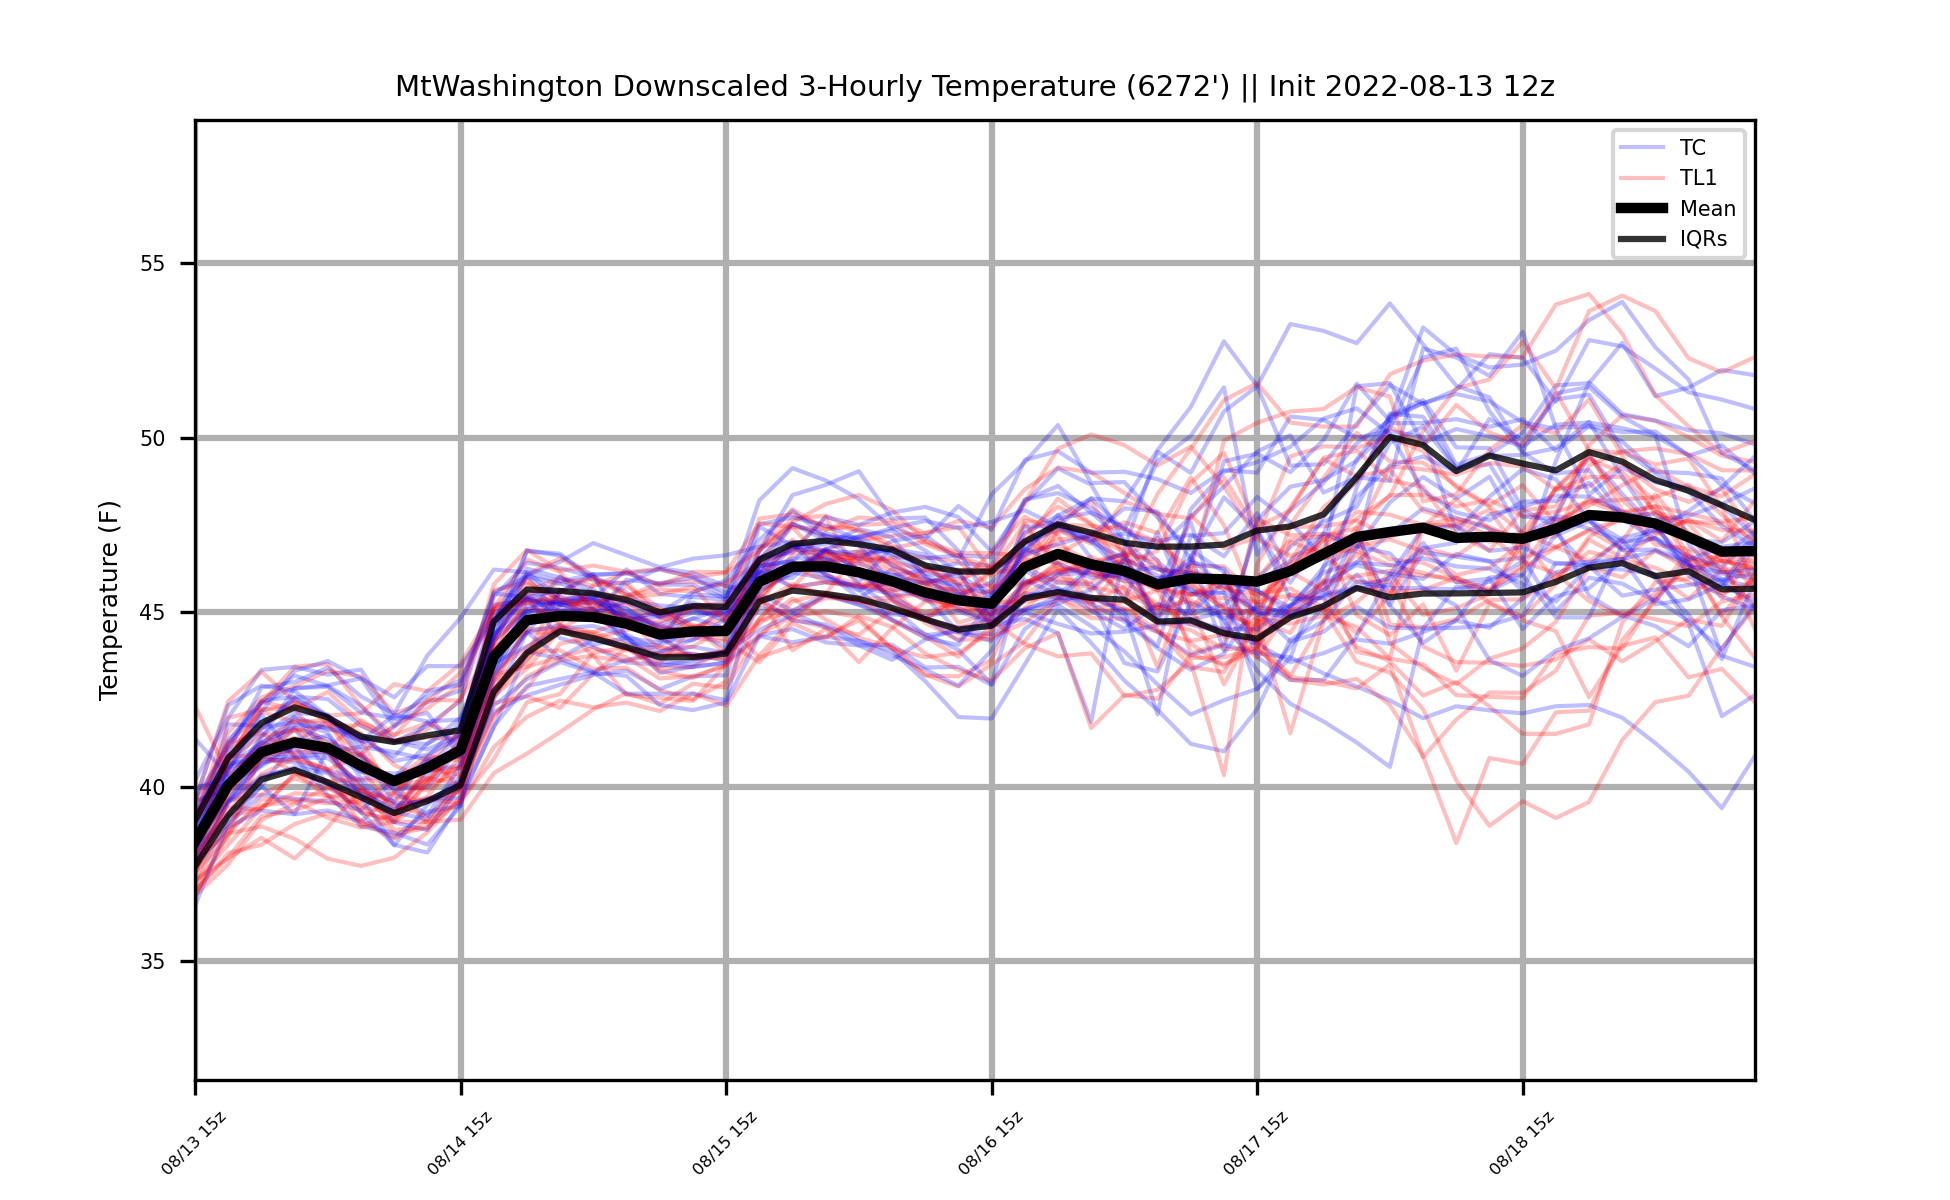 MtWashington Downscaled 3-Hourly Temperature (6272') || Init 2022-08-13 12z
TC
TL1
Mean
IQRs
Temperature (F)
55
50
45
40
35
08/13 15z
08/14 15z
08/15 15z
08/16 15z
08/17 15z
08/18 15z